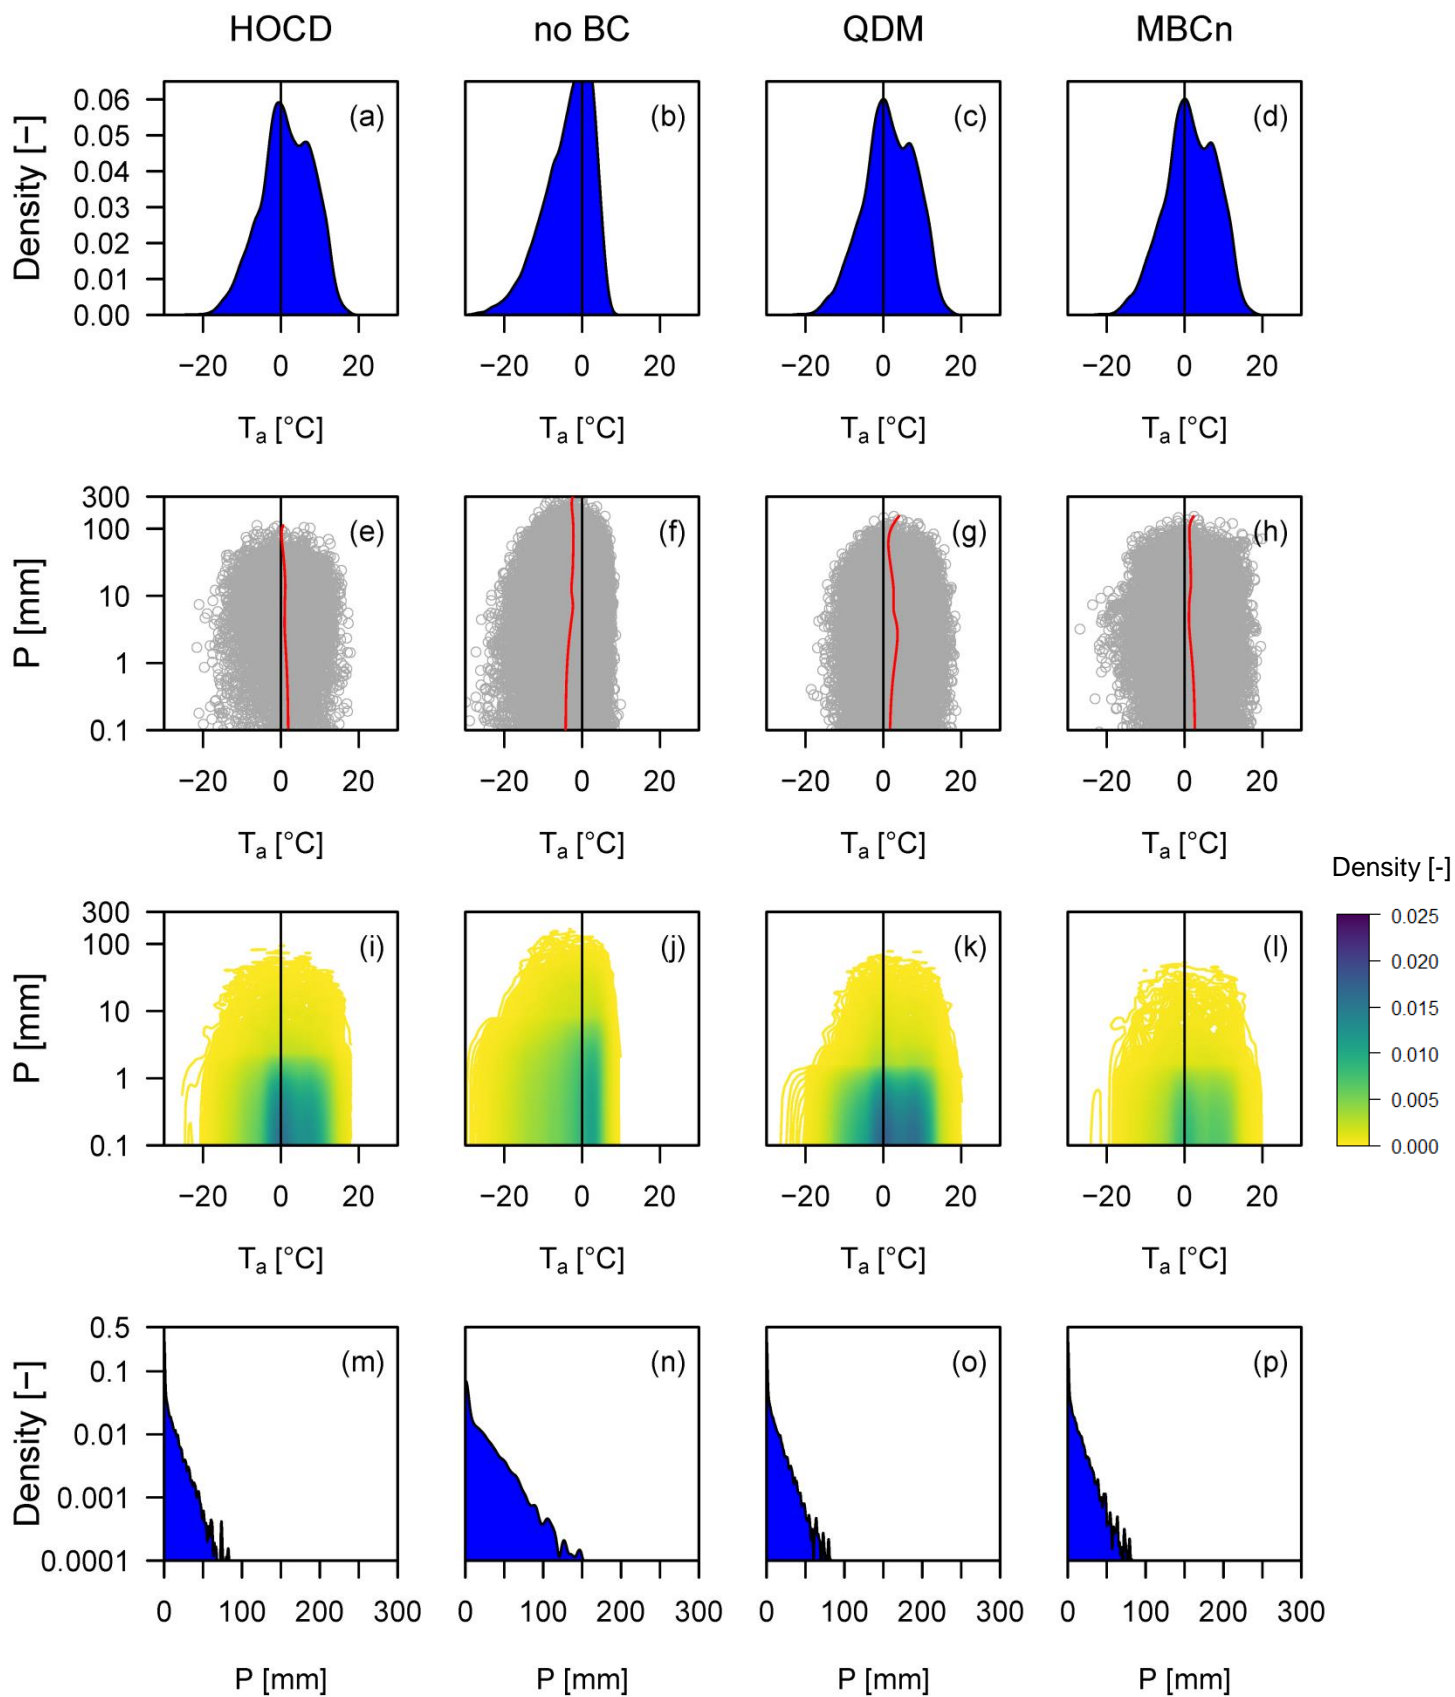 HOCD no BC QDM MBCn
Density [−]
0.06
0.05
0.04
0.03
0.02
0.01
0.00
(a) (b) (c) (d)
−20 0 20 −20 0 20 −20 0 20 −20 0 20
Ta [°C] Ta [°C] Ta [°C] Ta [°C]
P [mm]
300
100
10
1
0.1
(e) (f) (g) (h)
−20 0 20 −20 0 20 −20 0 20 −20 0 20
Ta [°C] Ta [°C] Ta [°C] Ta [°C]
P [mm]
300
100
10
1
0.1
(i) (j) (k) (l)
−20 0 20 −20 0 20 −20 0 20 −20 0 20
Ta [°C] Ta [°C] Ta [°C] Ta [°C]
Density [-]
0.025
0.020
0.015
0.010
0.005
0.000
Density [−]
0.5
0.1
0.01
0.001
0.0001
(m) (n) (o) (p)
0 100 200 300 0 100 200 300 0 100 200 300 0 100 200 300
P [mm] P [mm] P [mm] P [mm]